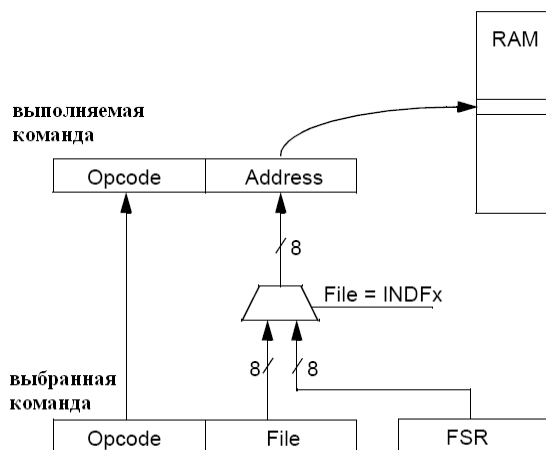 RAM
выполняемая
команда
Opcode Address
8
File = INDFx
8 8
выбранная
команда
Opcode File FSR